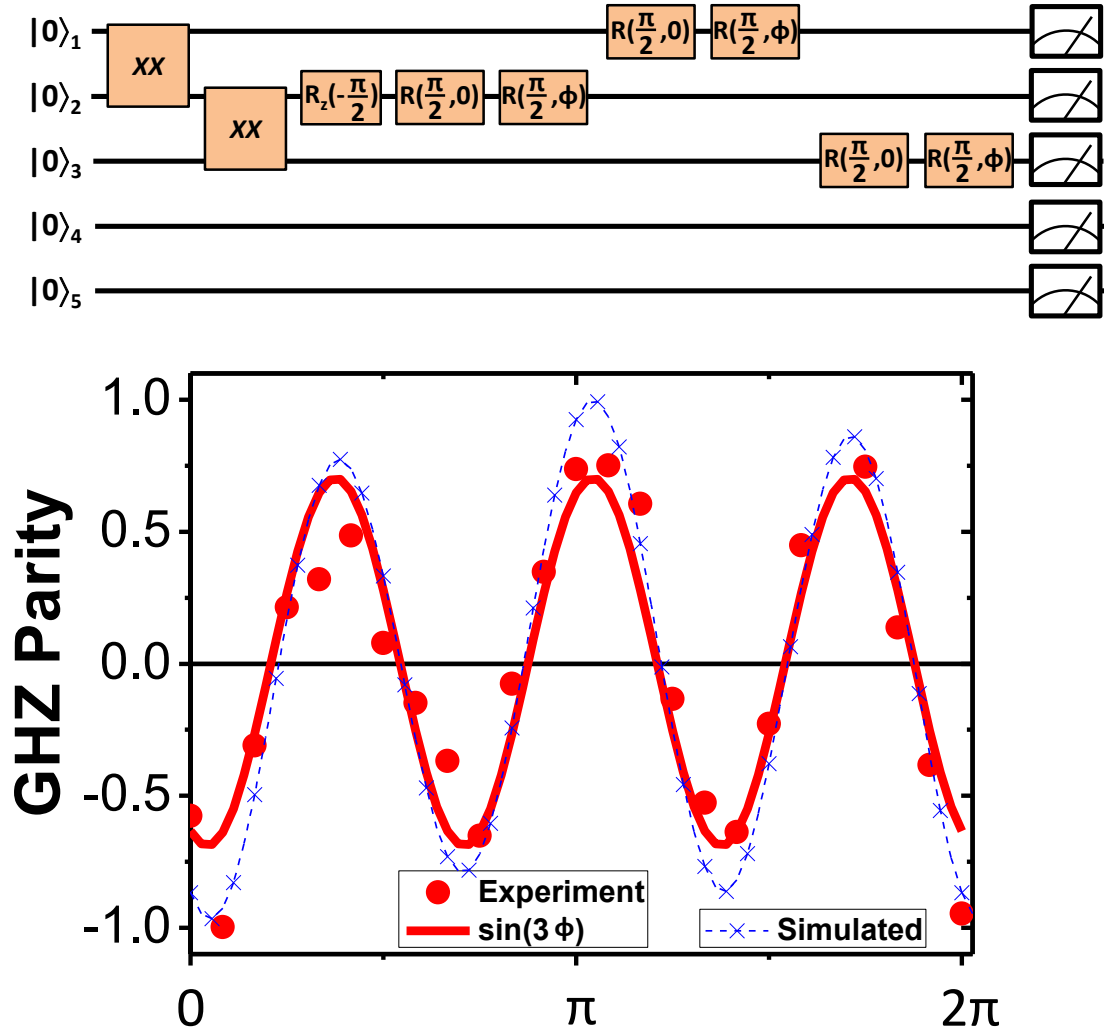 |0⟩₁ XX R(π/2,0) R(π/2,ϕ)
|0⟩₂ XX R_z(-π/2) R(π/2,0) R(π/2,ϕ)
|0⟩₃ R(π/2,0) R(π/2,ϕ)
|0⟩₄
|0⟩₅
GHZ Parity
1.0
0.5
0.0
-0.5
-1.0
Experiment
sin(3ϕ)
Simulated
0 π 2π